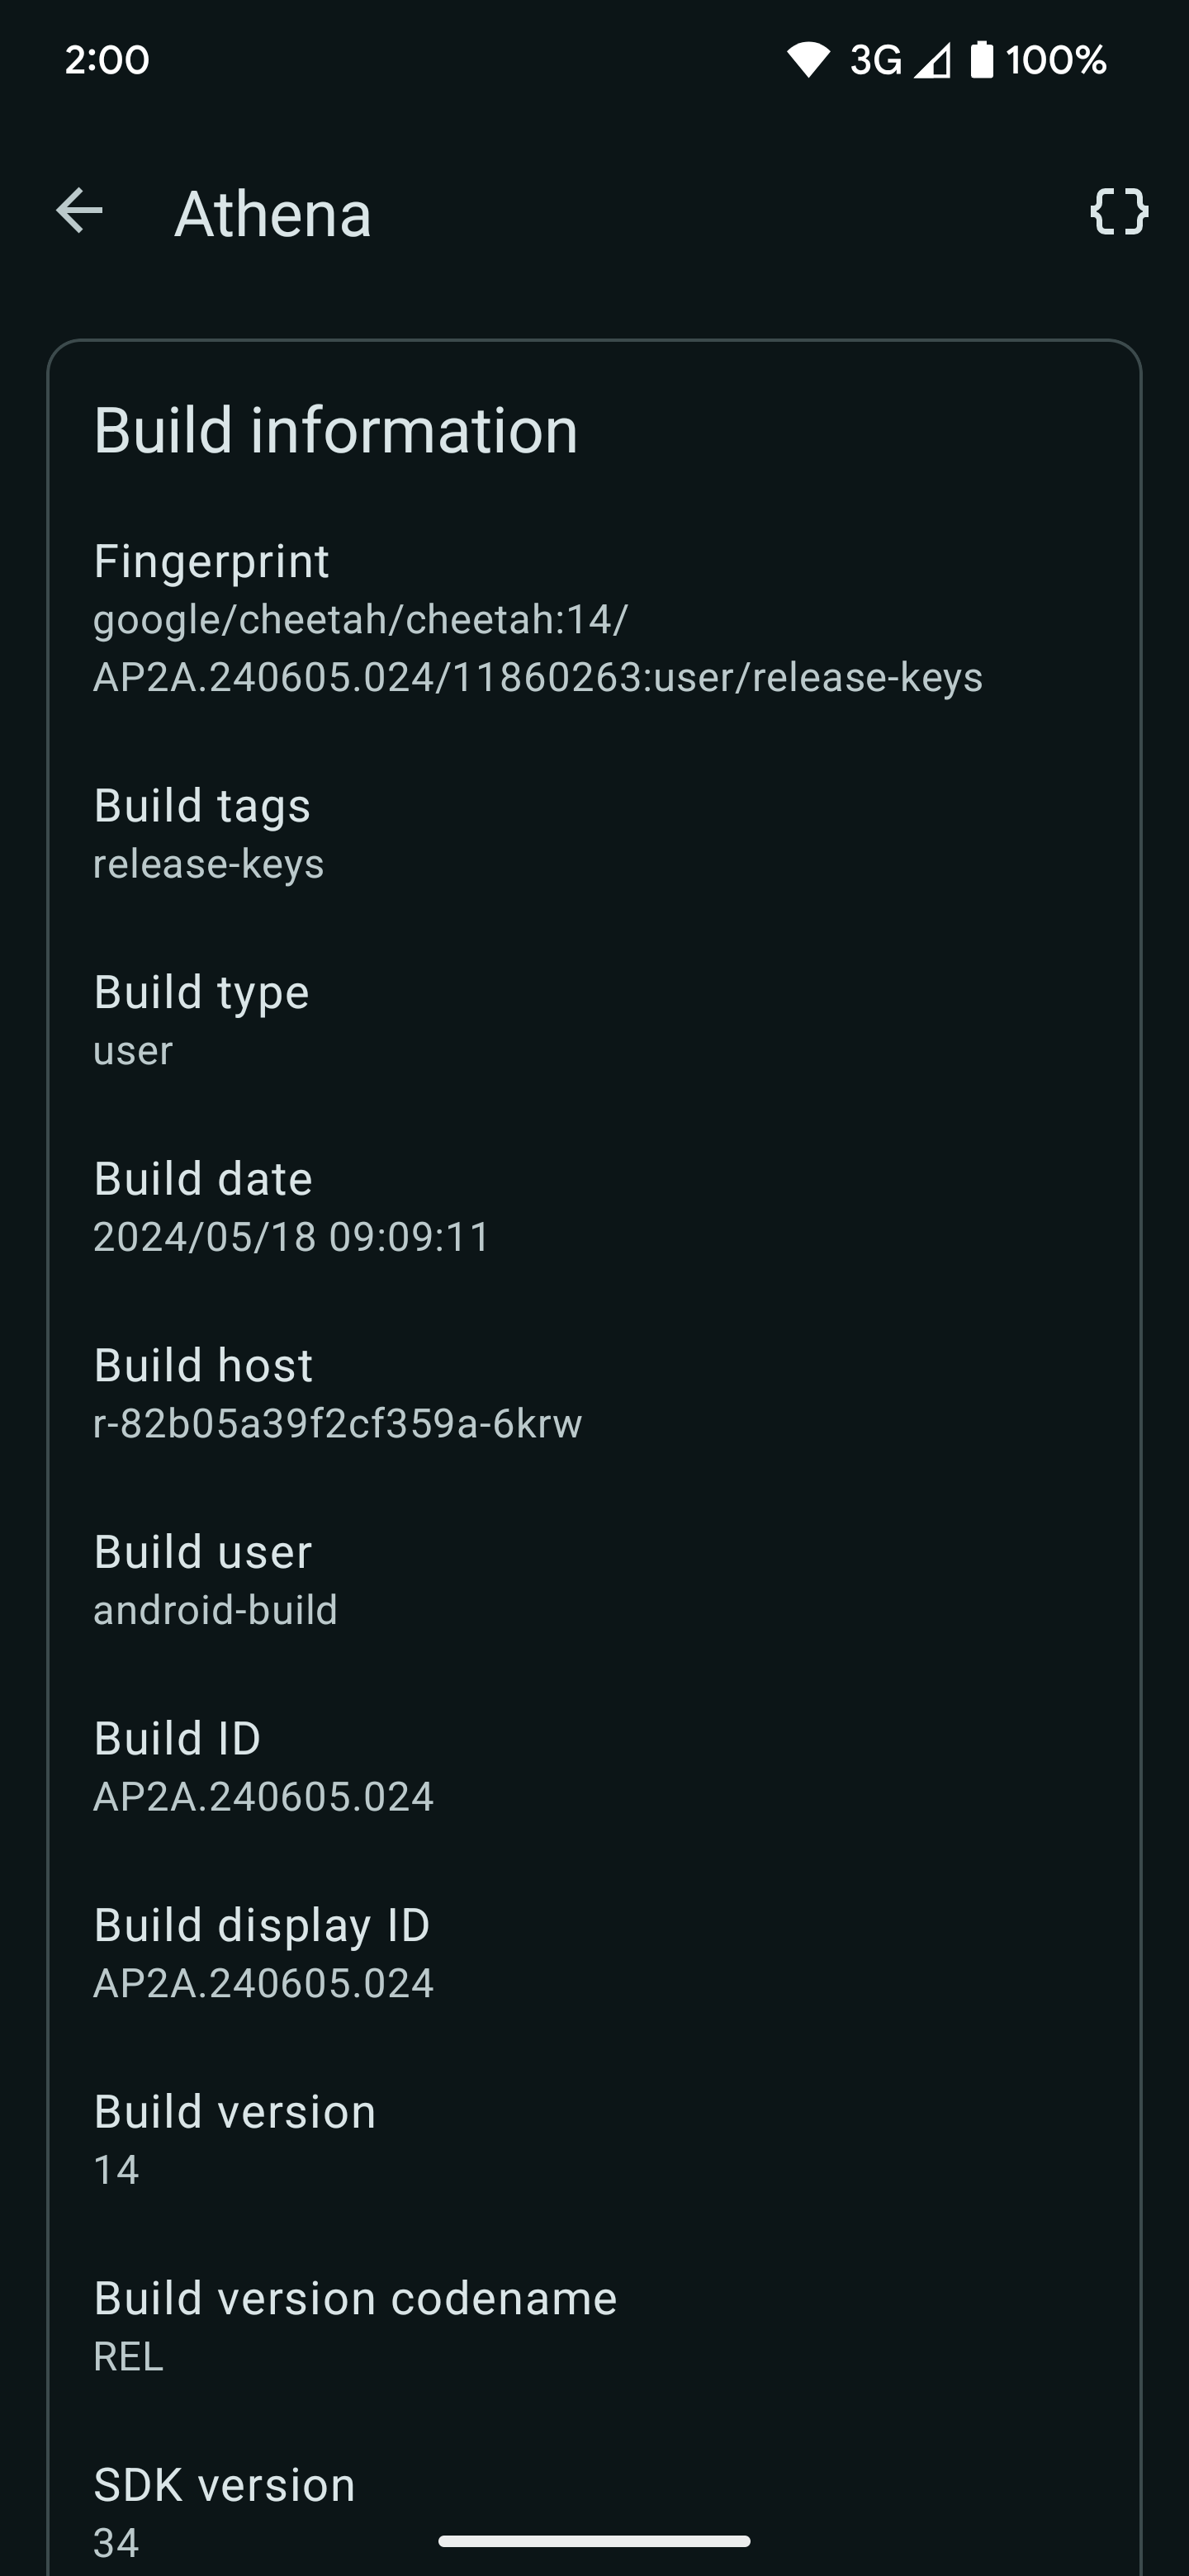 2:00 3G 100%
Athena
Build information
Fingerprint
google/cheetah/cheetah:14/
AP2A.240605.024/11860263:user/release-keys
Build tags
release-keys
Build type
user
Build date
2024/05/18 09:09:11
Build host
r-82b05a39f2cf359a-6krw
Build user
android-build
Build ID
AP2A.240605.024
Build display ID
AP2A.240605.024
Build version
14
Build version codename
REL
SDK version
34